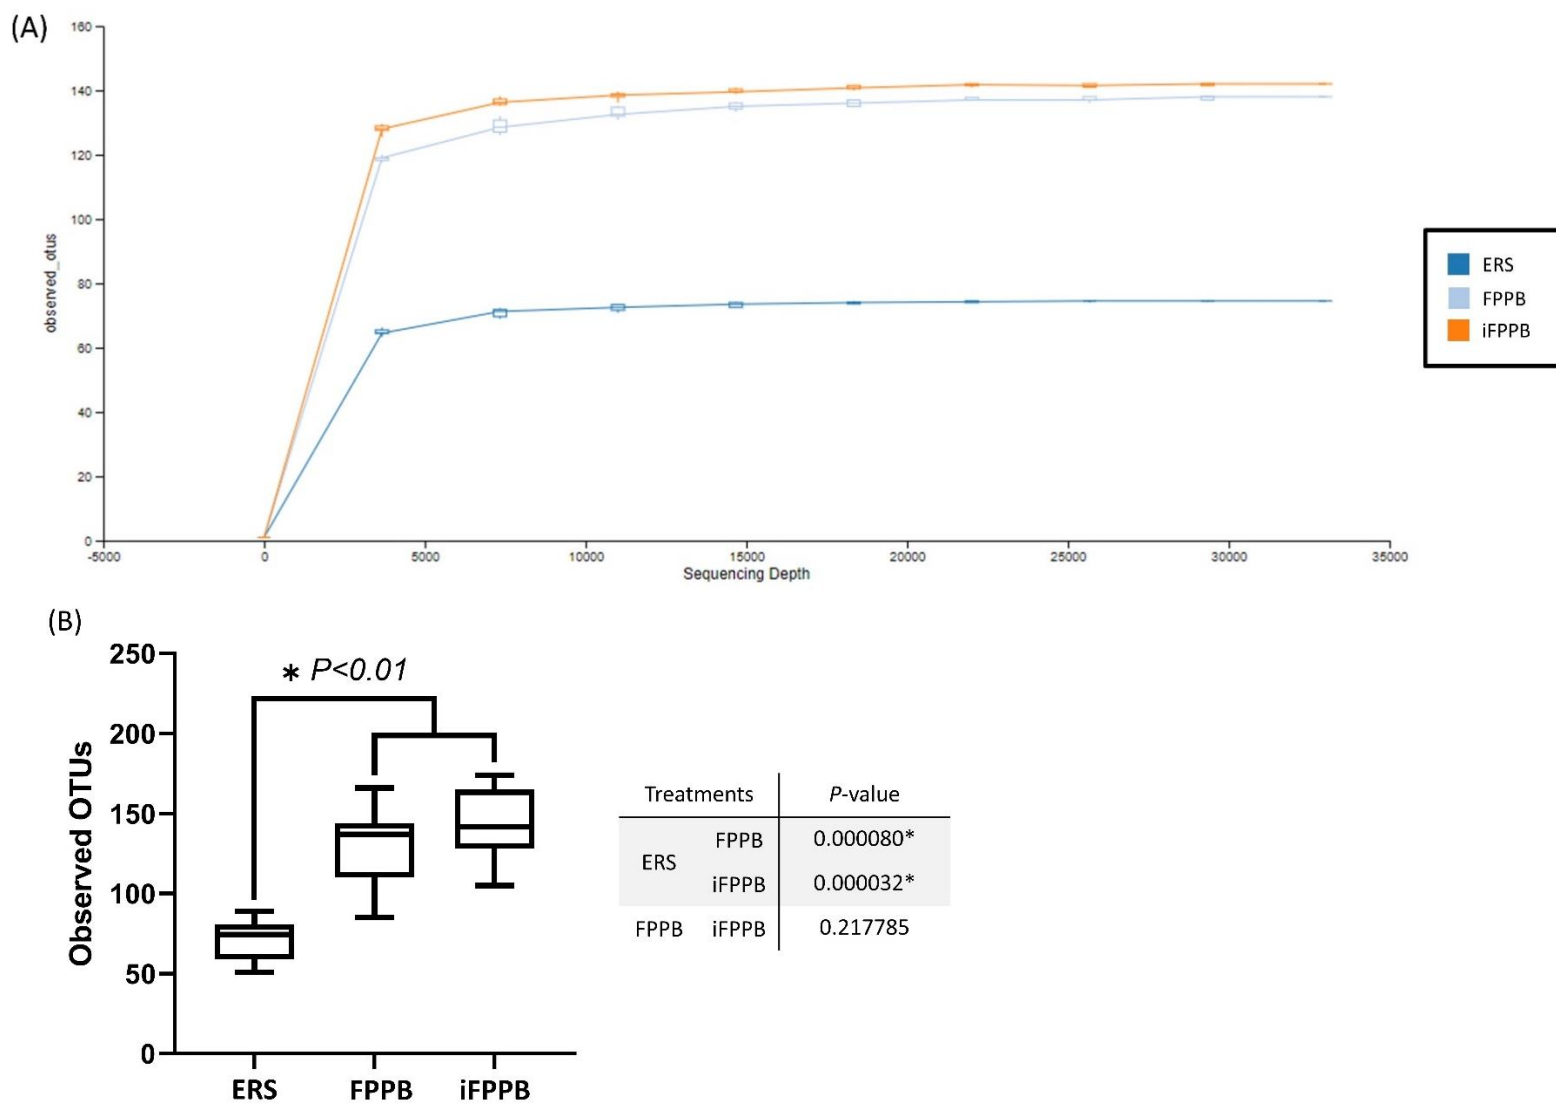 (A)
160
140
120
100
80
60
40
20
0
observed_otus
-5000 0 5000 10000 15000 20000 25000 30000 35000
Sequencing Depth
ERS
FPPB
iFPPB
(B)
250
200
150
100
50
0
Observed OTUs
* P<0.01
ERS FPPB iFPPB
Treatments P-value
ERS FPPB 0.000080*
iFPPB 0.000032*
FPPB iFPPB 0.217785